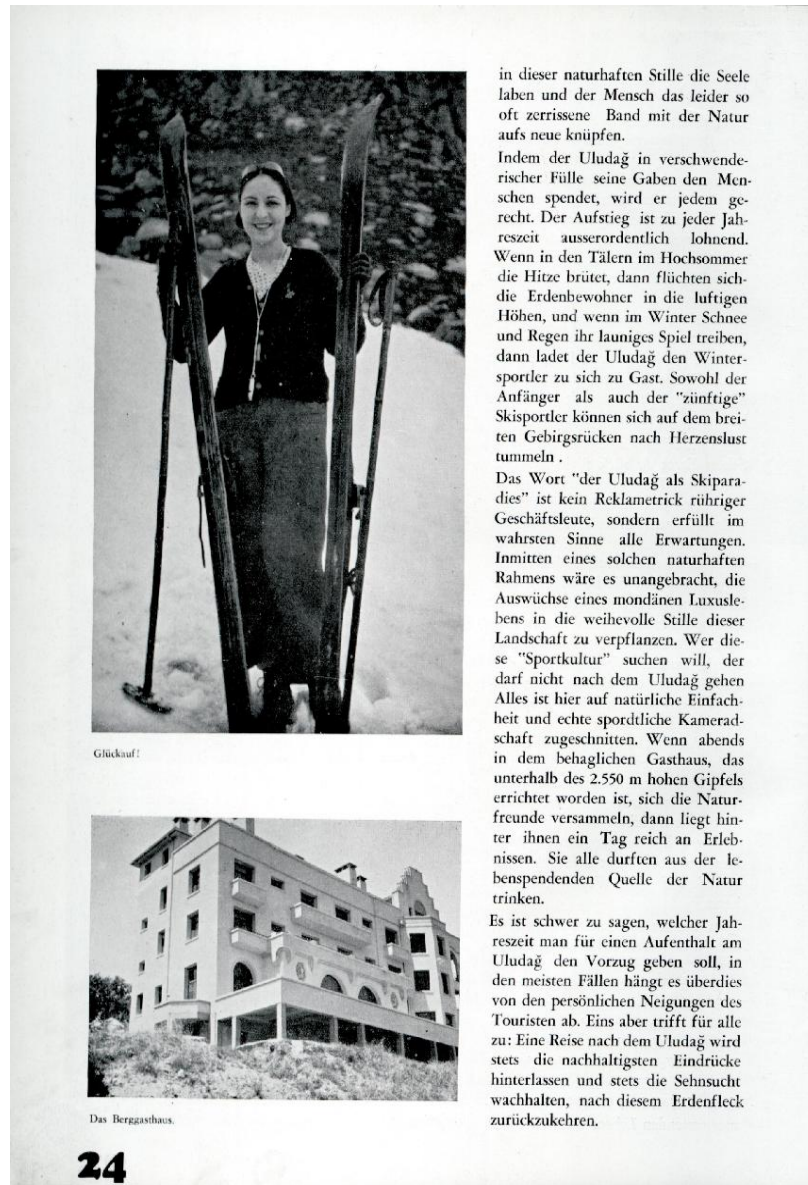 in dieser naturhaften Stille die Seele
laben und der Mensch das leider so
oft zerrissene Band mit der Natur
aufs neue knüpfen.
Indem der Uludağ in verschwende-
rischer Fülle seine Gaben den Men-
schen spendet, wird er jedem ge-
recht. Der Aufstieg ist zu jeder Jah-
reszeit ausserordentlich lohnend.
Wenn in den Tälern im Hochsommer
die Hitze brütet, dann flüchten sich-
die Erdenbewohner in die luftigen
Höhen, und wenn im Winter Schnee
und Regen ihr launiges Spiel treiben,
dann ladet der Uludağ den Winter-
sportler zu sich zu Gast. Sowohl der
Anfänger als auch der "zünftige"
Skisportler können sich auf dem brei-
ten Gebirgsrücken nach Herzenslust
tummeln .
Das Wort "der Uludağ als Skipara-
dies" ist kein Reklametrick rühriger
Geschäftsleute, sondern erfüllt im
wahrsten Sinne alle Erwartungen.
Inmitten eines solchen naturhaften
Rahmens wäre es unangebracht, die
Auswüchse eines mondänen Luxusle-
bens in die weihevolle Stille dieser
Landschaft zu verpflanzen. Wer die-
se "Sportkultur" suchen will, der
darf nicht nach dem Uludağ gehen
Alles ist hier auf natürliche Einfach-
heit und echte spordtliche Kamerad-
schaft zugeschnitten. Wenn abends
in dem behaglichen Gasthaus, das
unterhalb des 2.550 m hohen Gipfels
errichtet worden ist, sich die Natur-
freunde versammeln, dann liegt hin-
ter ihnen ein Tag reich an Erleb-
nissen. Sie alle durften aus der le-
benspendenden Quelle der Natur
trinken.
Es ist schwer zu sagen, welcher Jah-
reszeit man für einen Aufenthalt am
Uludağ den Vorzug geben soll, in
den meisten Fällen hängt es überdies
von den persönlichen Neigungen des
Touristen ab. Eins aber trifft für alle
zu: Eine Reise nach dem Uludağ wird
stets die nachhaltigsten Eindrücke
hinterlassen und stets die Sehnsucht
wachhalten, nach diesem Erdenfleck
zurückzukehren.
Glückauf!
Das Berggasthaus.
24